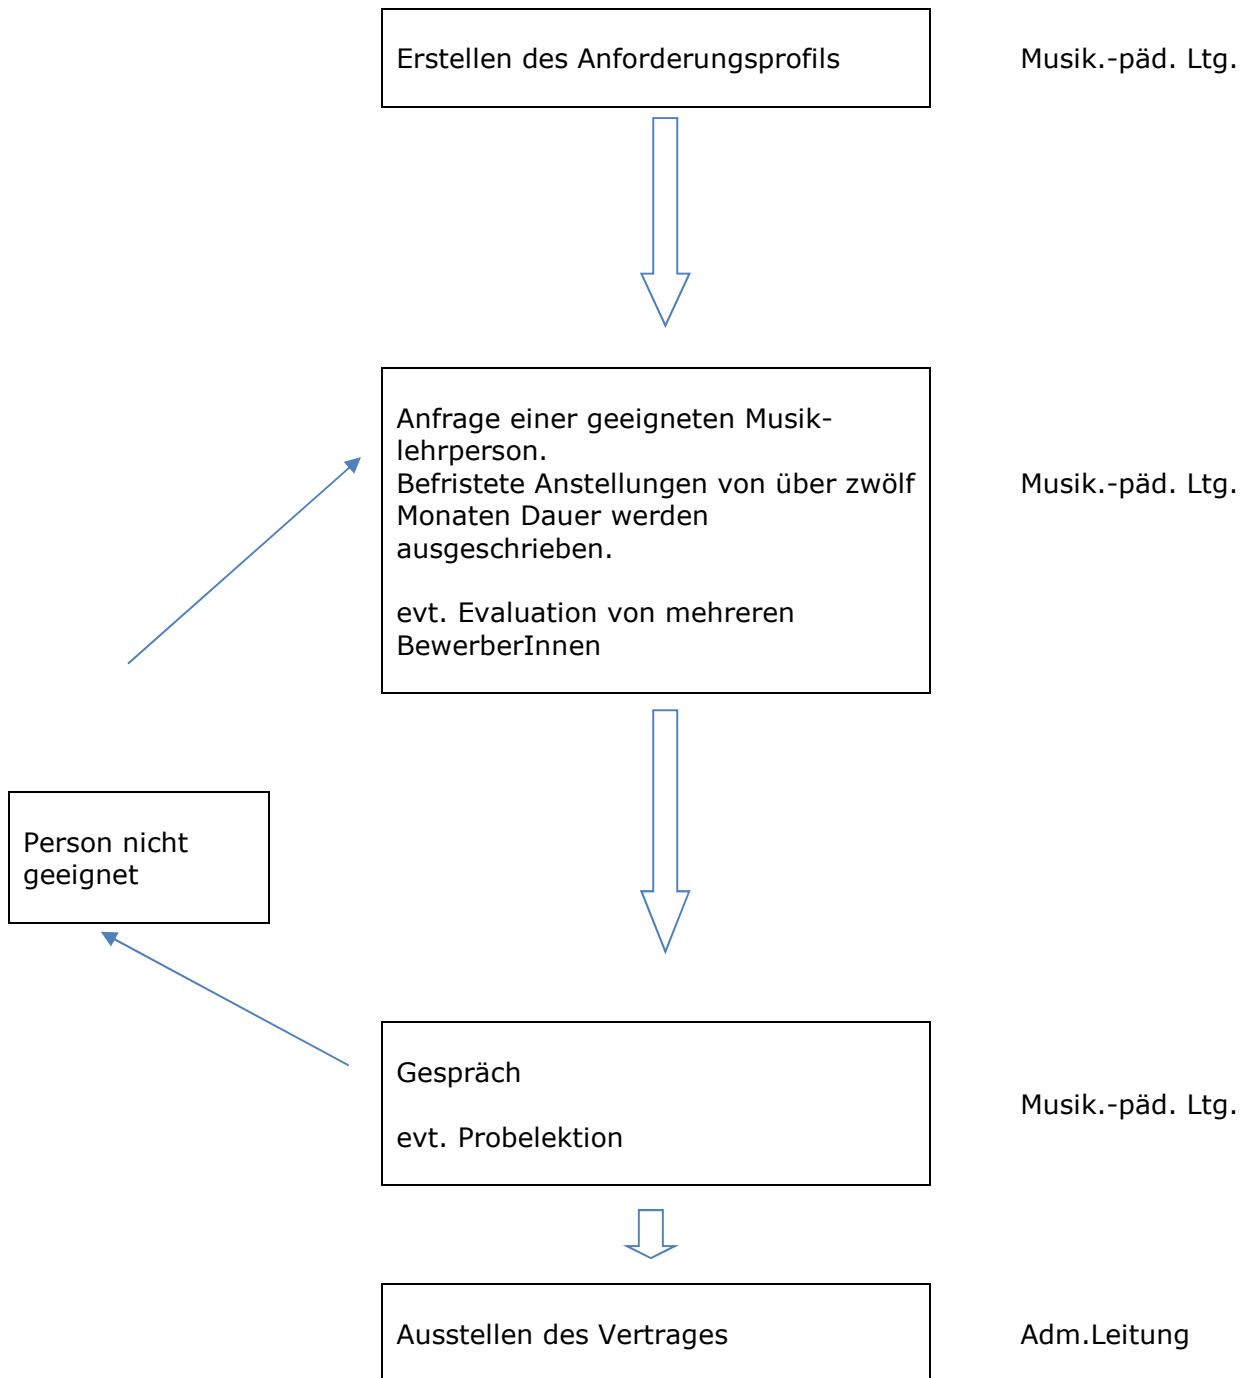 Erstellen des Anforderungsprofils
Musik.-päd. Ltg.
Anfrage einer geeigneten Musik-
lehrperson.
Befristete Anstellungen von über zwölf
Monaten Dauer werden
ausgeschrieben.
evt. Evaluation von mehreren
BewerberInnen
Musik.-päd. Ltg.
Person nicht
geeignet
Gespräch
evt. Probelektion
Musik.-päd. Ltg.
Ausstellen des Vertrages
Adm.Leitung